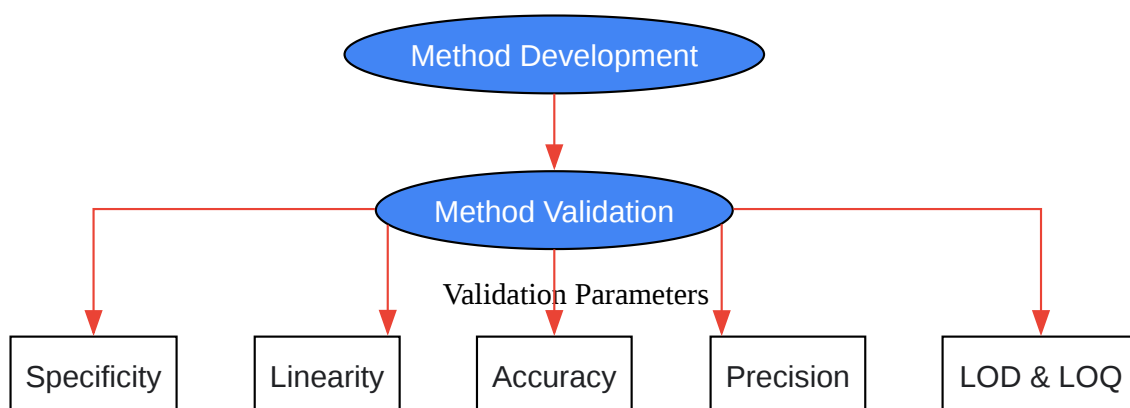 Method Development
Method Validation
Validation Parameters
Specificity
Linearity
Accuracy
Precision
LOD & LOQ